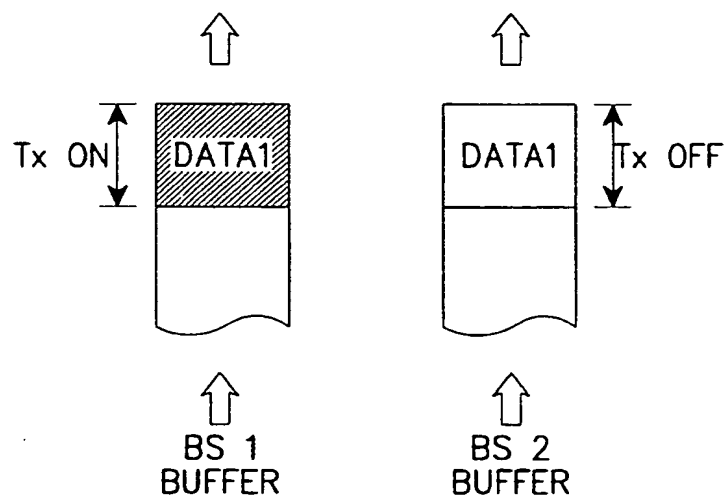 Tx ON
DATA1
DATA1
Tx OFF
BS 1
BUFFER
BS 2
BUFFER